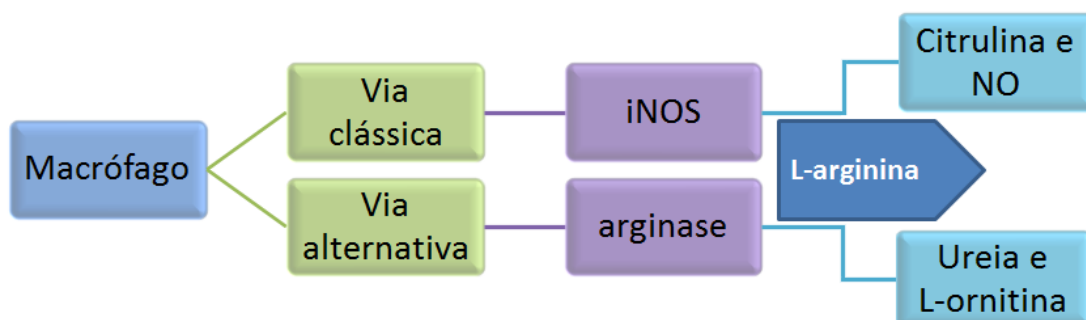 Macrófago
Via
clássica
Via
alternativa
iNOS
arginase
L-arginina
Citrulina e
NO
Ureia e
L-ornitina